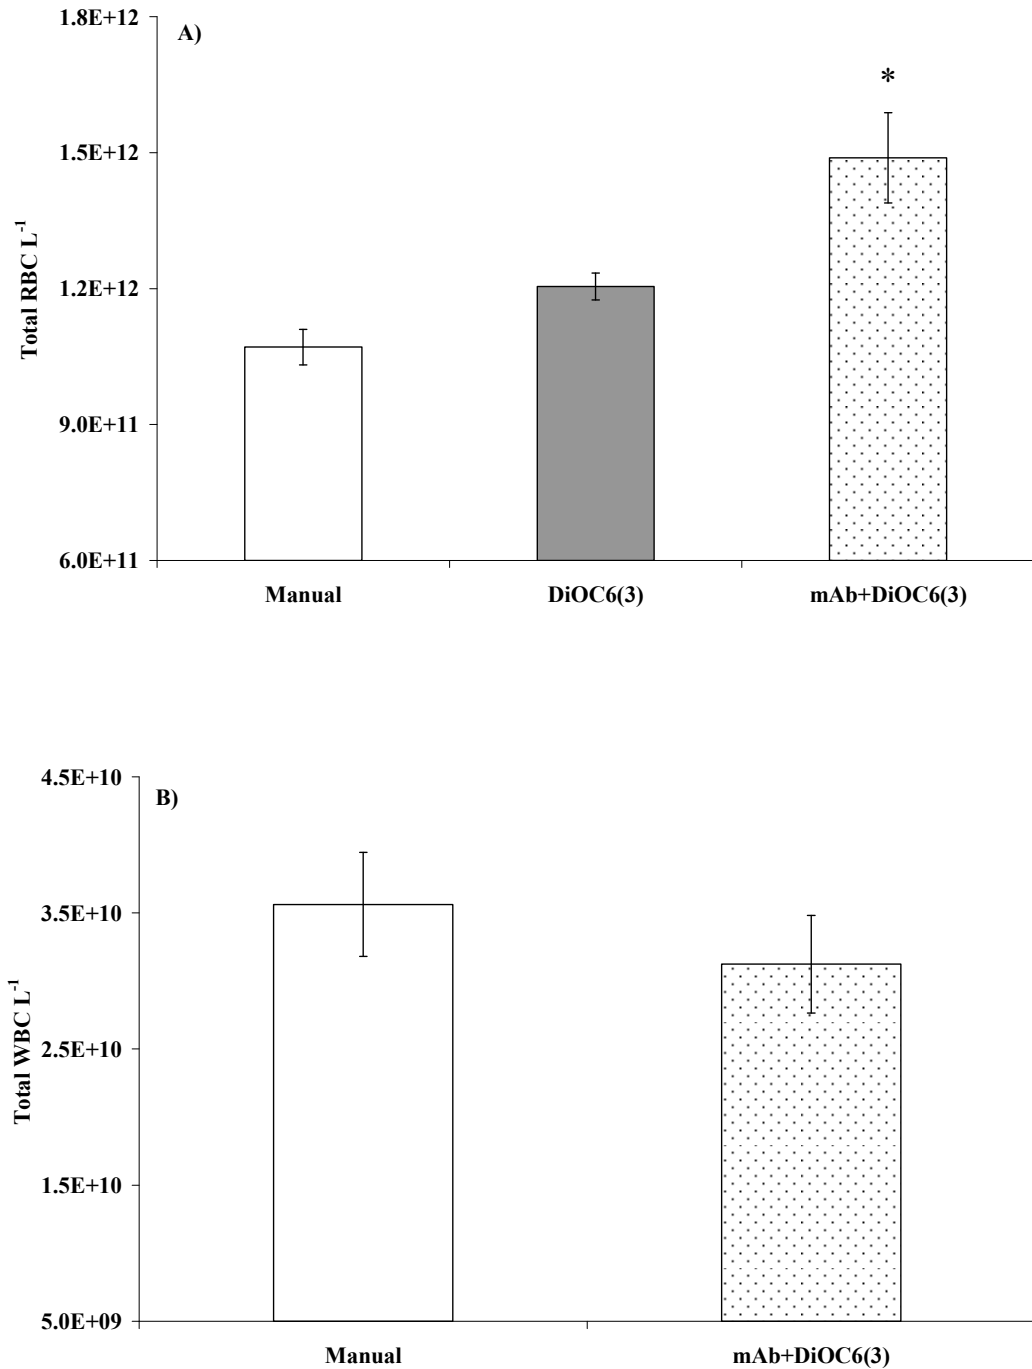 A)
1.8E+12
*
1.5E+12
1.2E+12
9.0E+11
6.0E+11
Total RBC L⁻¹
Manual DiOC6(3) mAb+DiOC6(3)
4.5E+10
B)
3.5E+10
2.5E+10
1.5E+10
5.0E+09
Total WBC L⁻¹
Manual mAb+DiOC6(3)